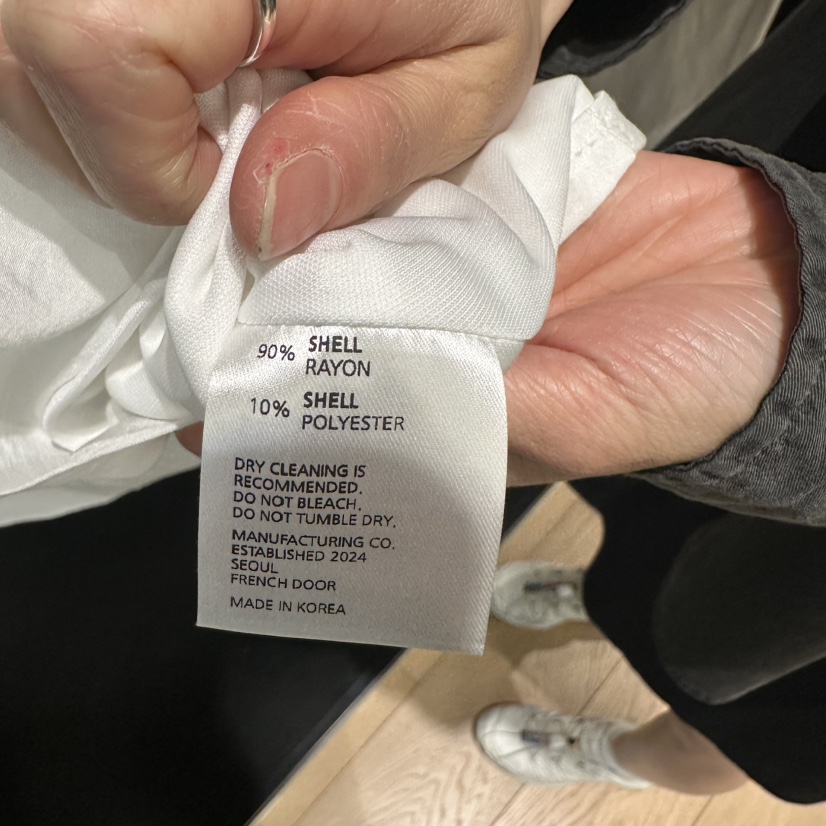 90% SHELL
RAYON
10% SHELL
POLYESTER
DRY CLEANING IS
RECOMMENDED.
DO NOT BLEACH.
DO NOT TUMBLE DRY.
MANUFACTURING CO.
ESTABLISHED 2024
SEOUL
FRENCH DOOR
MADE IN KOREA